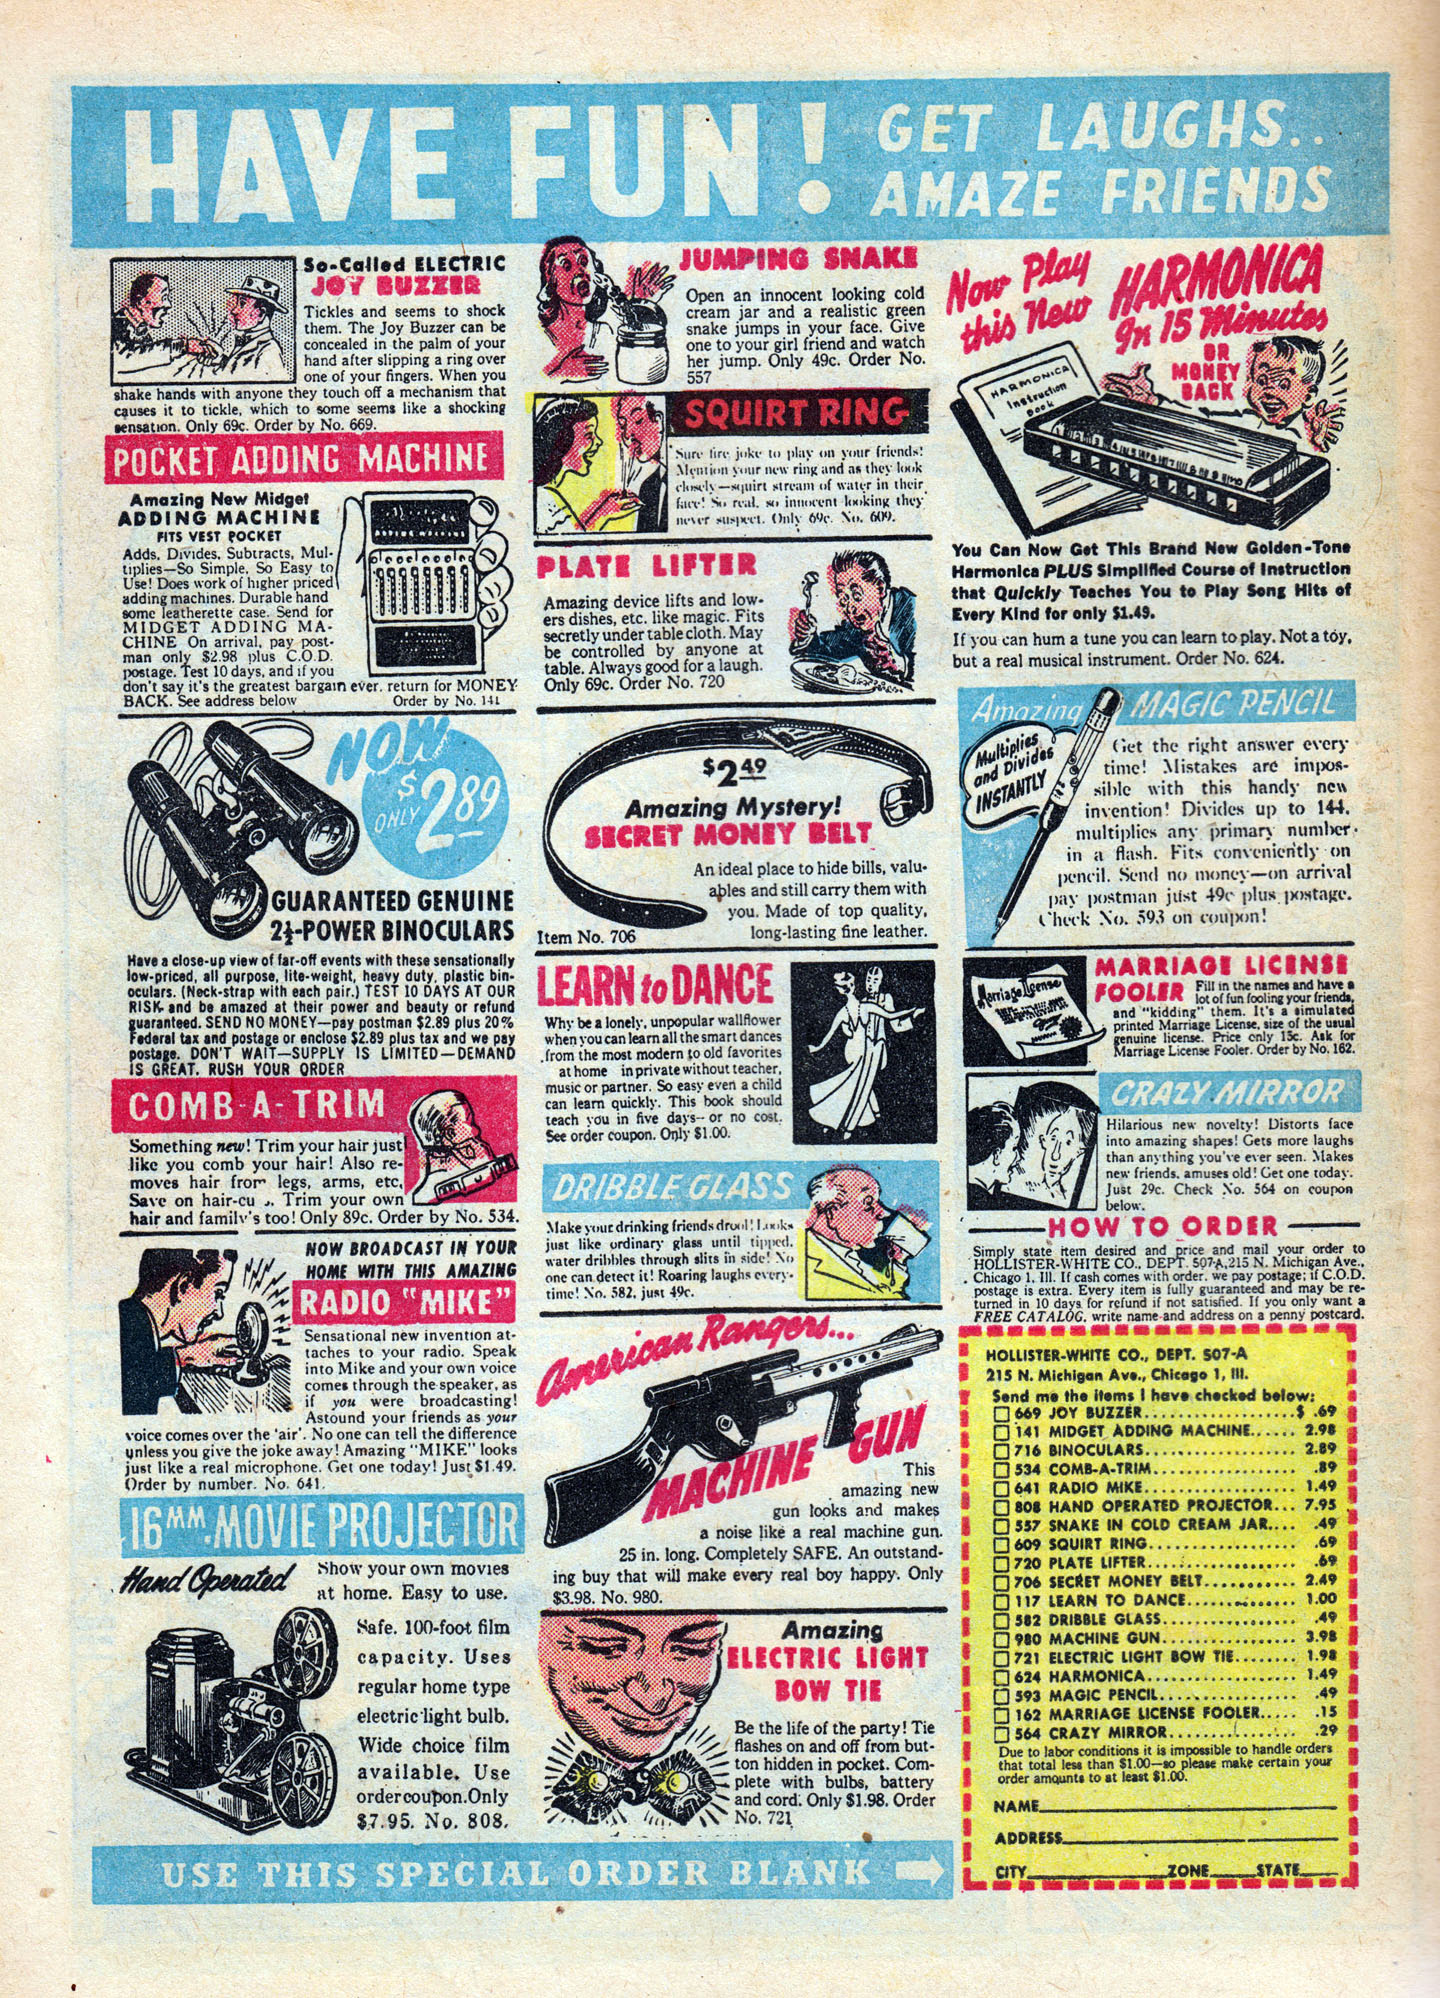 HAVE FUN!
GET LAUGHS..
AMAZE FRIENDS
So-Called ELECTRIC
JOY BUZZER
Tickles and seems to shock
them. The Joy Buzzer can be
concealed in the palm of your
hand after slipping a ring over
one of your fingers. When you
shake hands with anyone they touch off a mechanism that
causes it to tickle, which to some seems like a shocking
sensation. Only 69c. Order by No. 669.
POCKET ADDING MACHINE
Amazing New Midget
ADDING MACHINE
FITS VEST POCKET
Adds, Divides, Subtracts, Mul-
tiplies—So Simple, So Easy to
Use! Does work of higher priced
adding machines. Durable hand
some leatherette case. Send for
MIDGET ADDING MA-
CHINE On arrival, pay post-
man only $2.98 plus C.O.D.
postage. Test 10 days, and if you
don't say it's the greatest bargain ever, return for MONEY
BACK. See address below Order by No. 141
NOW
ONLY $2.89
GUARANTEED GENUINE
2½-POWER BINOCULARS
Have a close-up view of far-off events with these sensationally
low-priced, all purpose, lite-weight, heavy duty, plastic bin-
oculars. (Neck-strap with each pair.) TEST 10 DAYS AT OUR
RISK and be amazed at their power and beauty or refund
guaranteed. SEND NO MONEY—pay postman $2.89 plus 20%
Federal tax and postage or enclose $2.89 plus tax and we pay
postage. DON'T WAIT—SUPPLY IS LIMITED—DEMAND
IS GREAT. RUSH YOUR ORDER
COMB-A-TRIM
Something new! Trim your hair just
like you comb your hair! Also re-
moves hair from legs, arms, etc.
Save on hair-cu s. Trim your own
hair and family's too! Only 89c. Order by No. 534.
NOW BROADCAST IN YOUR
HOME WITH THIS AMAZING
RADIO "MIKE"
Sensational new invention at-
taches to your radio. Speak
into Mike and your own voice
comes through the speaker, as
if you were broadcasting!
Astound your friends as your
voice comes over the 'air'. No one can tell the difference
unless you give the joke away! Amazing "MIKE" looks
just like a real microphone. Get one today! Just $1.49.
Order by number. No. 641.
16MM. MOVIE PROJECTOR
Hand Operated
Show your own movies
at home. Easy to use.
Safe. 100-foot film
capacity. Uses
regular home type
electric light bulb.
Wide choice film
available. Use
order coupon. Only
$7.95. No. 808.
JUMPING SNAKE
Open an innocent looking cold
cream jar and a realistic green
snake jumps in your face. Give
one to your girl friend and watch
her jump. Only 49c. Order No.
557
SQUIRT RING
Sure fire joke to play on your friends!
Mention your new ring and as they look
closely—squirt stream of water in their
face! So real, so innocent looking they
never suspect. Only 69c. No. 609.
PLATE LIFTER
Amazing device lifts and low-
ers dishes, etc. like magic. Fits
secretly under table cloth. May
be controlled by anyone at
table. Always good for a laugh.
Only 69c. Order No. 720
$2.49
Amazing Mystery!
SECRET MONEY BELT
An ideal place to hide bills, valu-
ables and still carry them with
you. Made of top quality,
long-lasting fine leather.
Item No. 706
LEARN to DANCE
Why be a lonely, unpopular wallflower
when you can learn all the smart dances
from the most modern to old favorites
at home in private without teacher,
music or partner. So easy even a child
can learn quickly. This book should
teach you in five days-- or no cost.
See order coupon. Only $1.00.
DRIBBLE GLASS
Make your drinking friends drool! Looks
just like ordinary glass until tipped,
water dribbles through slits in side! No
one can detect it! Roaring laughs every-
time! No. 582, just 49c.
American Rangers...
MACHINE GUN
This
amazing new
gun looks and makes
a noise like a real machine gun.
25 in. long. Completely SAFE. An outstand-
ing buy that will make every real boy happy. Only
$3.98. No. 980.
Amazing
ELECTRIC LIGHT
BOW TIE
Be the life of the party! Tie
flashes on and off from but-
ton hidden in pocket. Com-
plete with bulbs, battery
and cord. Only $1.98. Order
No. 721
Now Play
this New
HARMONICA
In 15 Minutes
OR
MONEY
BACK
HARMONICA
Instruction
Book
You Can Now Get This Brand New Golden-Tone
Harmonica PLUS Simplified Course of Instruction
that Quickly Teaches You to Play Song Hits of
Every Kind for only $1.49.
If you can hum a tune you can learn to play. Not a toy,
but a real musical instrument. Order No. 624.
Amazing MAGIC PENCIL
Multiplies
and Divides
INSTANTLY
Get the right answer every
time! Mistakes are impos-
sible with this handy new
invention! Divides up to 144,
multiplies any primary number
in a flash. Fits conveniently on
pencil. Send no money—on arrival
pay postman just 49c plus postage.
Check No. 593 on coupon!
Marriage License
MARRIAGE LICENSE
FOOLER Fill in the names and have a
lot of fun fooling your friends,
and "kidding" them. It's a simulated
printed Marriage License, size of the usual
genuine license. Price only 15c. Ask for
Marriage License Fooler. Order by No. 162.
CRAZY MIRROR
Hilarious new novelty! Distorts face
into amazing shapes! Gets more laughs
than anything you've ever seen. Makes
new friends, amuses old! Get one today.
Just 29c. Check No. 564 on coupon
below.
HOW TO ORDER
Simply state item desired and price and mail your order to
HOLLISTER-WHITE CO., DEPT. 507-A, 215 N. Michigan Ave.,
Chicago 1, Ill. If cash comes with order, we pay postage; if C.O.D.
postage is extra. Every item is fully guaranteed and may be re-
turned in 10 days for refund if not satisfied. If you only want a
FREE CATALOG, write name and address on a penny postcard.
HOLLISTER-WHITE CO., DEPT. 507-A
215 N. Michigan Ave., Chicago 1, Ill.
Send me the items I have checked below:
669 JOY BUZZER....................$ .69
141 MIDGET ADDING MACHINE...... 2.98
716 BINOCULARS.................... 2.89
534 COMB-A-TRIM................... .89
641 RADIO MIKE.................... 1.49
808 HAND OPERATED PROJECTOR... 7.95
557 SNAKE IN COLD CREAM JAR.... .49
609 SQUIRT RING................... .69
720 PLATE LIFTER.................. .69
706 SECRET MONEY BELT............ 2.49
117 LEARN TO DANCE.............. 1.00
582 DRIBBLE GLASS................. .49
980 MACHINE GUN.................. 3.98
721 ELECTRIC LIGHT BOW TIE........ 1.98
624 HARMONICA.................... 1.49
593 MAGIC PENCIL.................. .49
162 MARRIAGE LICENSE FOOLER..... .15
564 CRAZY MIRROR................. .29
Due to labor conditions it is impossible to handle orders
that total less than $1.00—so please make certain your
order amounts to at least $1.00.
NAME
ADDRESS
CITY ZONE STATE
USE THIS SPECIAL ORDER BLANK